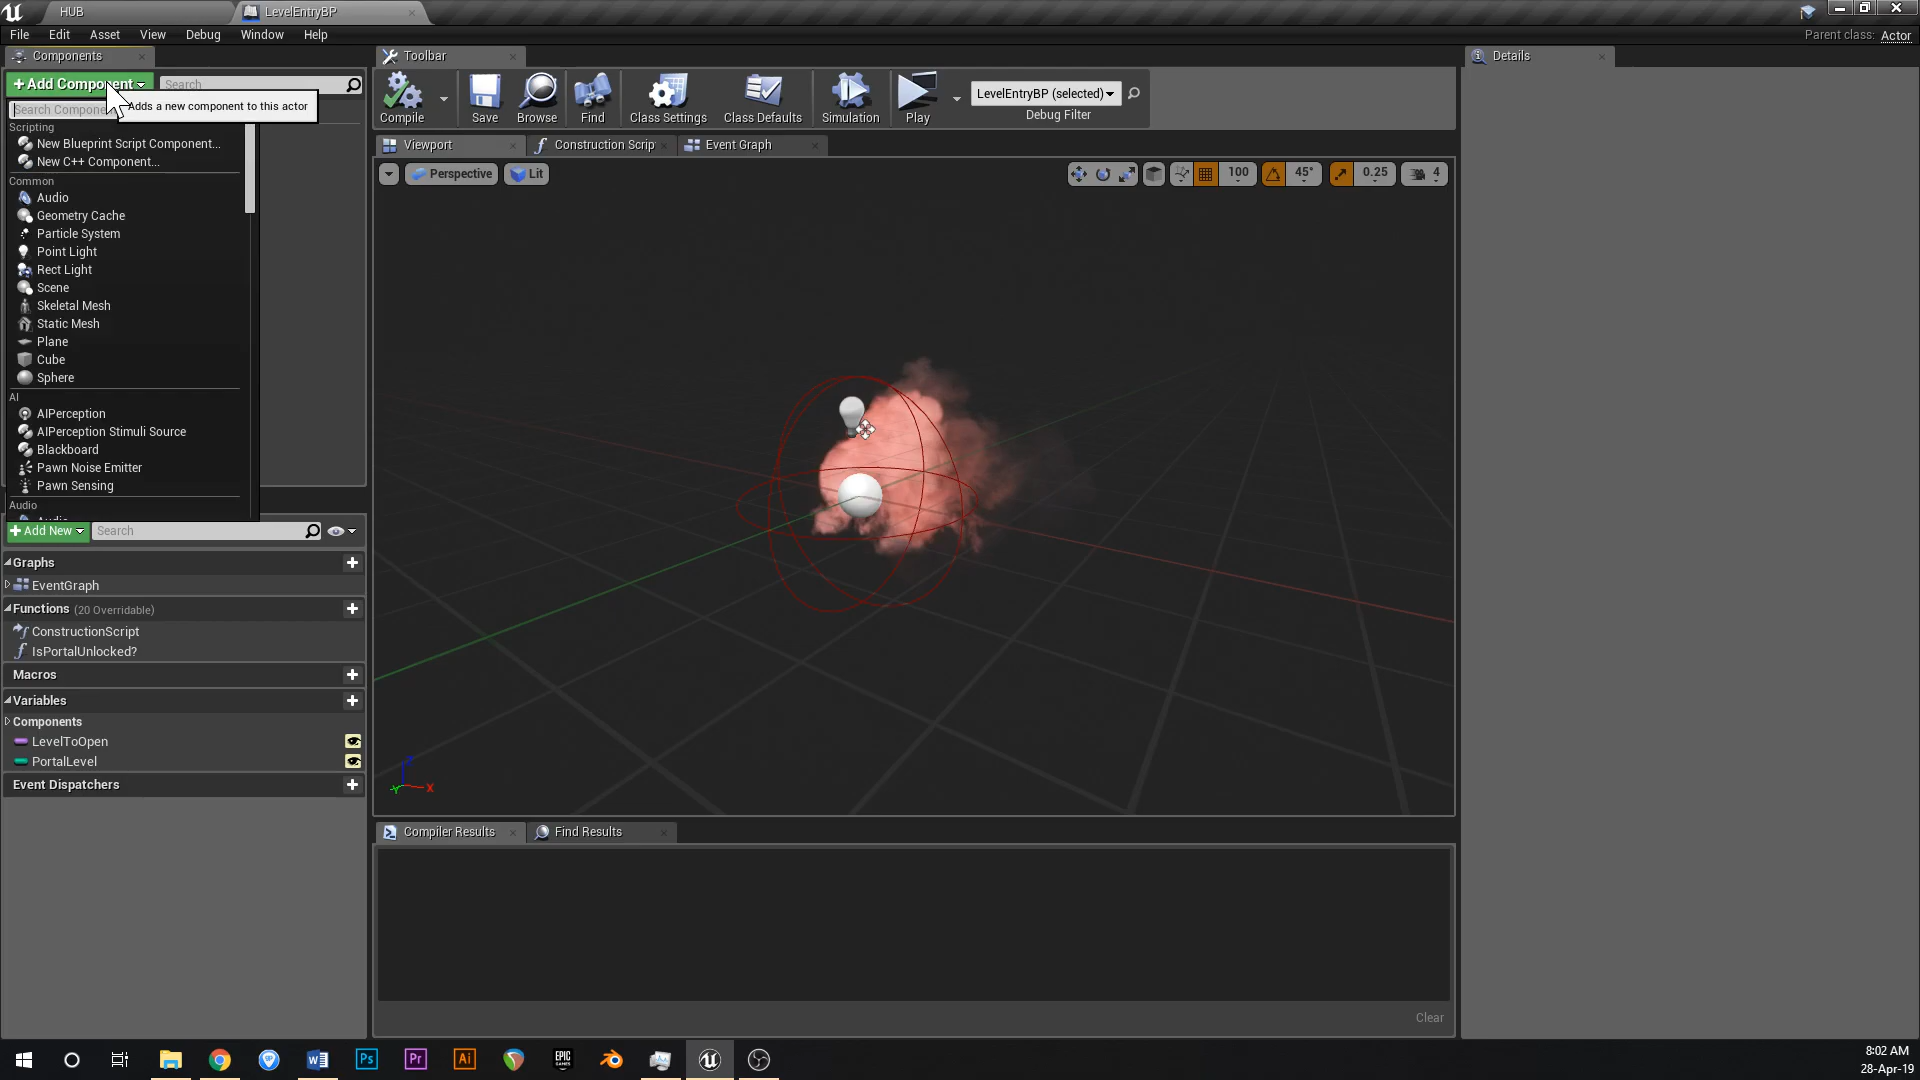 HUB
LevelEntryBP
File Edit Asset View Debug Window Help
Parent class: Actor
Components
Toolbar
Details
+Add Component
Search
Search Compone
Adds a new component to this actor
Compile
Save
Browse
Find
Class Settings
Class Defaults
Simulation
Play
LevelEntryBP (selected)
Debug Filter
Scripting
New Blueprint Script Component...
New C++ Component...
Common
Audio
Geometry Cache
Particle System
Point Light
Rect Light
Scene
Skeletal Mesh
Static Mesh
Plane
Cube
Sphere
AI
AIPerception
AIPerception Stimuli Source
Blackboard
Pawn Noise Emitter
Pawn Sensing
Audio
Viewport
Construction Scrip
Event Graph
Perspective
Lit
100
45°
0.25
4
+Add New
Search
Graphs
EventGraph
Functions (20 Overridable)
ConstructionScript
IsPortalUnlocked?
Macros
Variables
Components
LevelToOpen
PortalLevel
Event Dispatchers
X
Compiler Results
Find Results
Clear
Ps
Pr
Ai
EPIC GAMES
8:02 AM
28-Apr-19